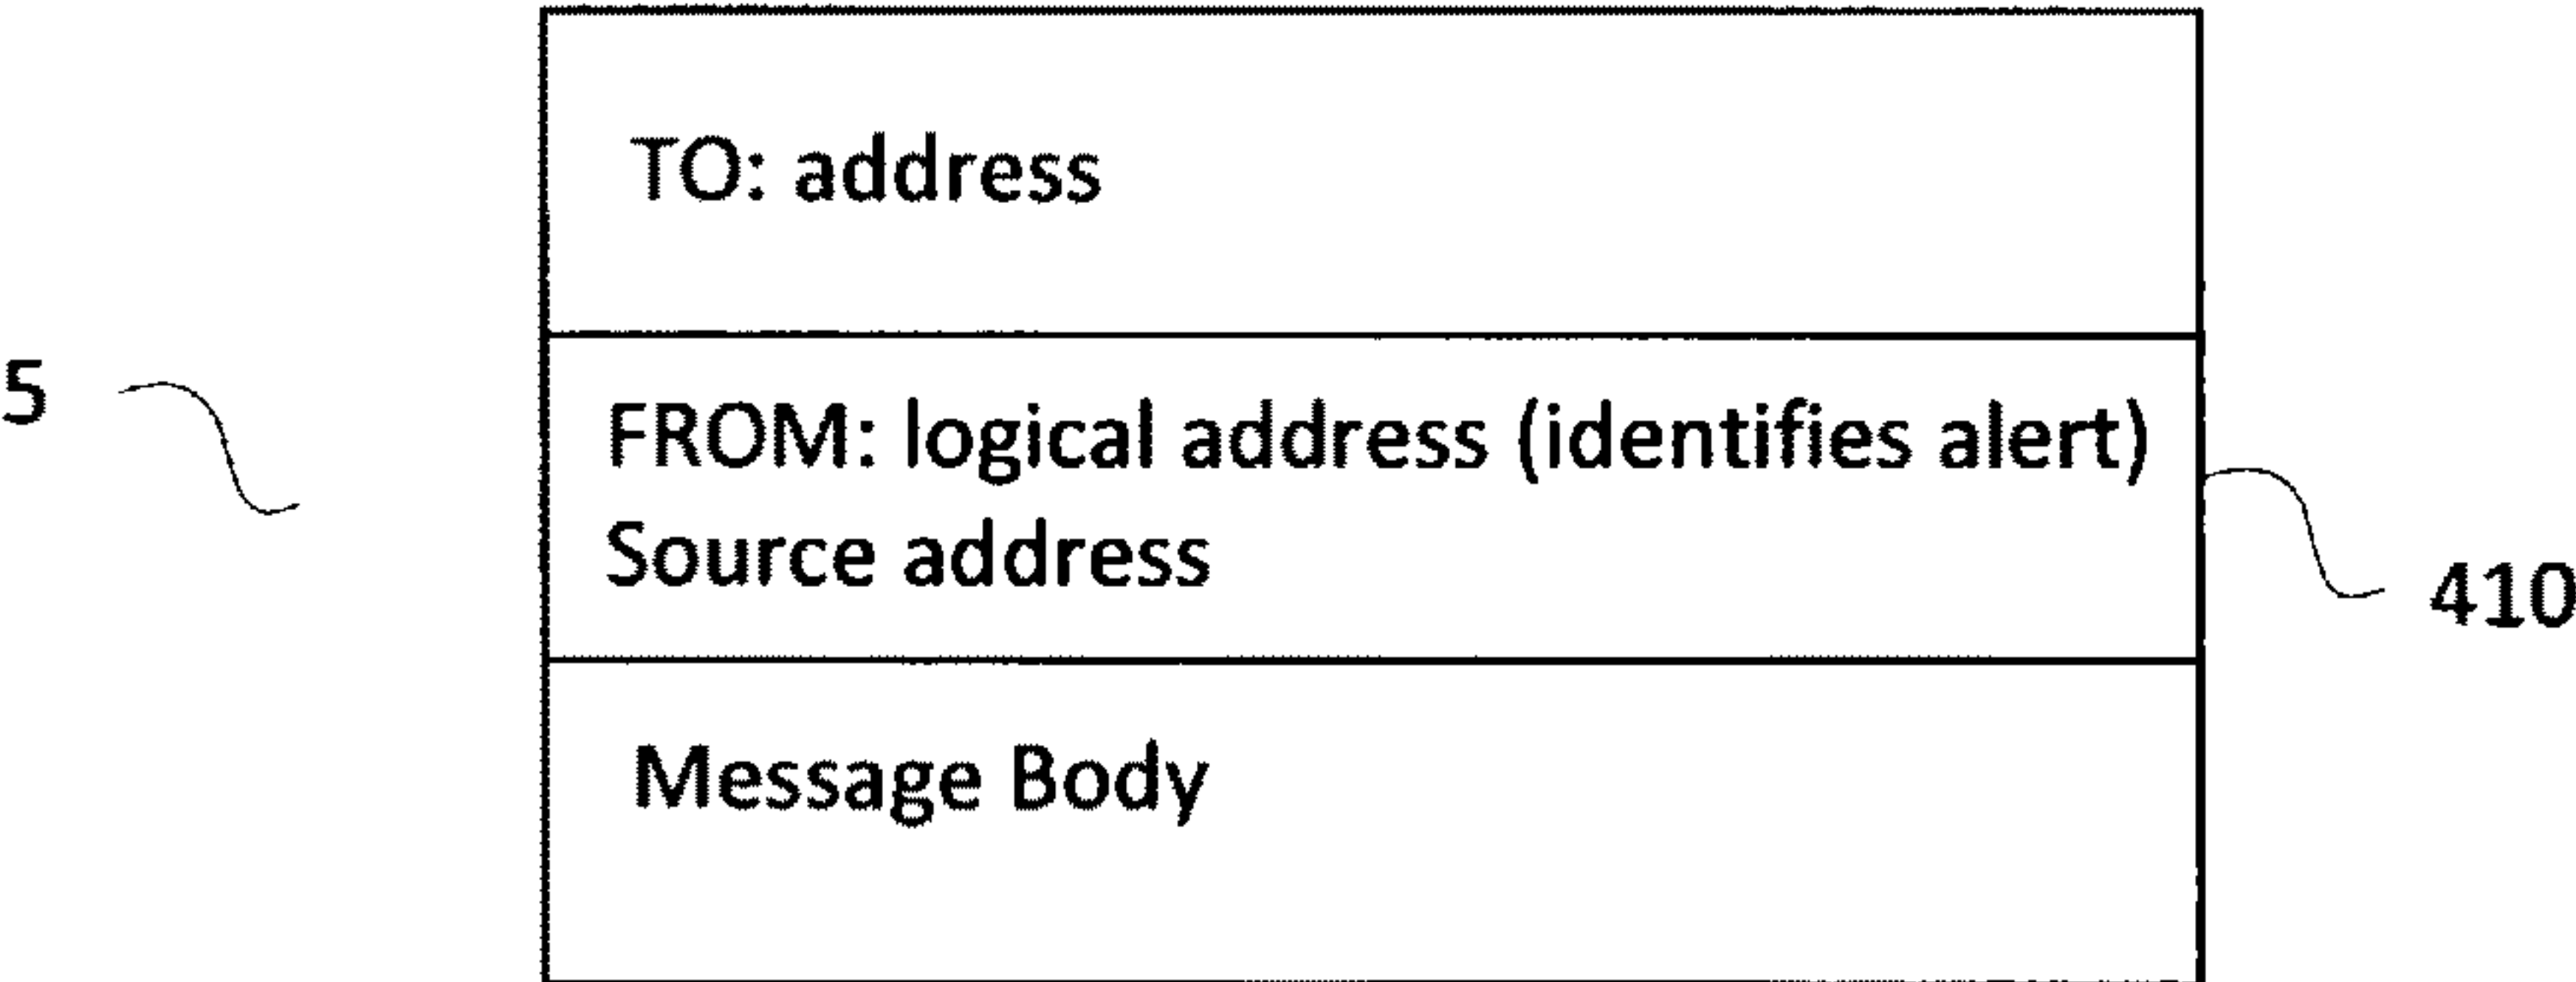 TO: address
5
FROM: logical address (identifies alert)
Source address
410
Message Body